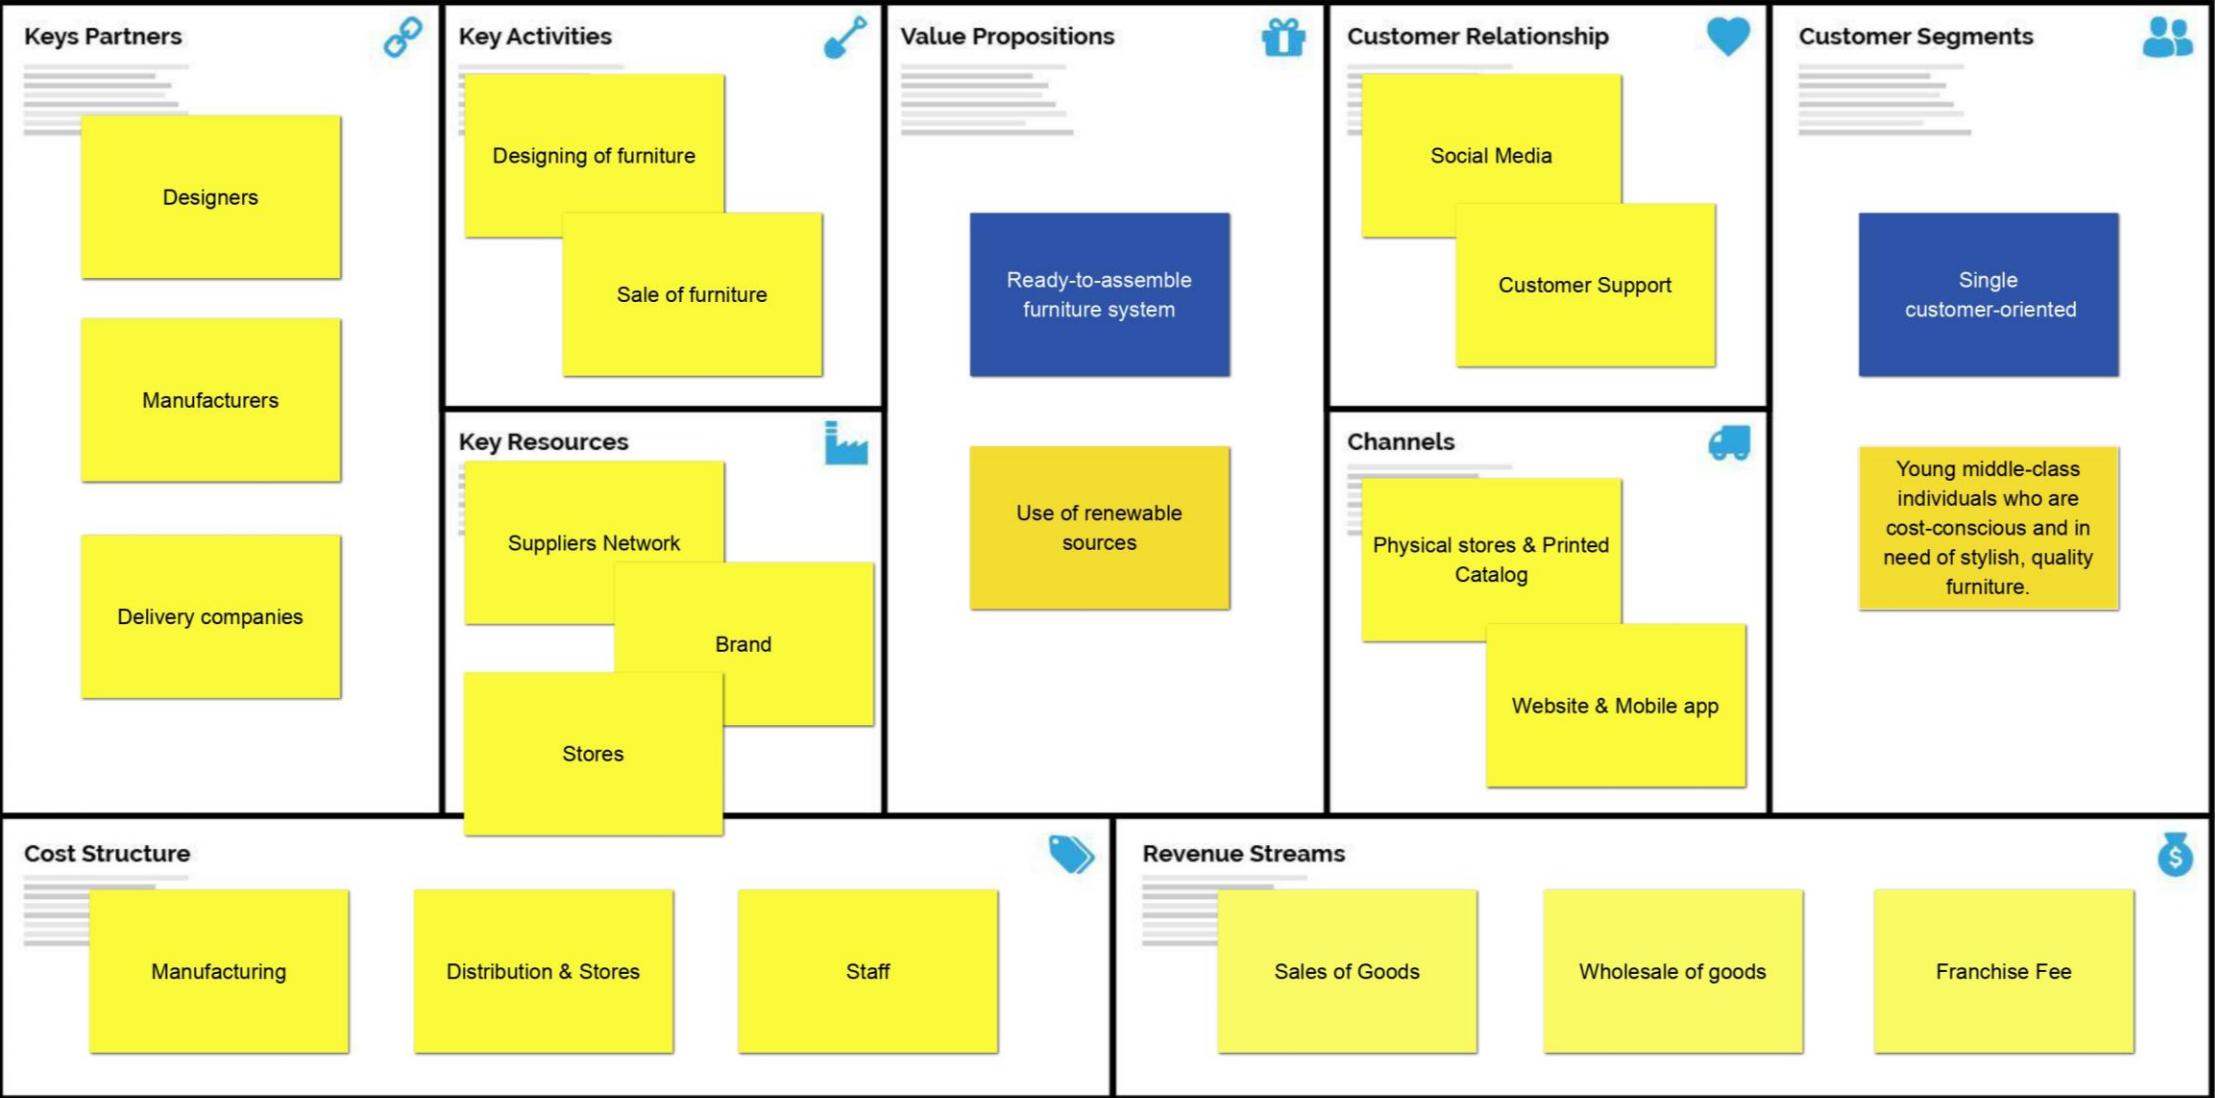 Keys Partners
Designers
Manufacturers
Delivery companies
Key Activities
Designing of furniture
Sale of furniture
Key Resources
Suppliers Network
Brand
Stores
Value Propositions
Ready-to-assemble
furniture system
Use of renewable
sources
Customer Relationship
Social Media
Customer Support
Channels
Physical stores & Printed
Catalog
Website & Mobile app
Customer Segments
Single
customer-oriented
Young middle-class
individuals who are
cost-conscious and in
need of stylish, quality
furniture.
Cost Structure
Manufacturing
Distribution & Stores
Staff
Revenue Streams
Sales of Goods
Wholesale of goods
Franchise Fee